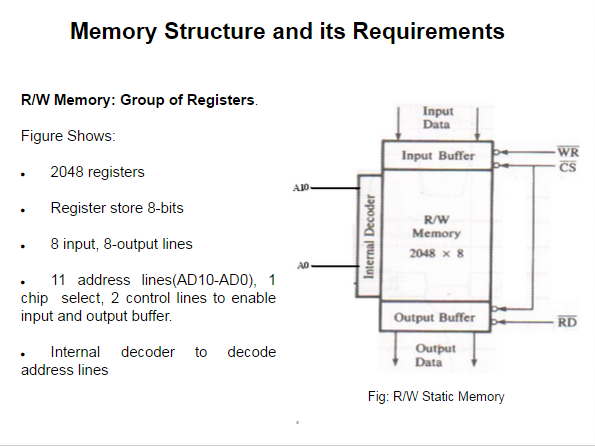 Memory Structure and its Requirements
R/W Memory: Group of Registers.
Figure Shows:
• 2048 registers
• Register store 8-bits
• 8 input, 8-output lines
• 11 address lines(AD10-AD0), 1
chip select, 2 control lines to enable
input and output buffer.
• Internal decoder to decode
address lines
Input
Data
Input Buffer
WR
CS
A10
Internal Decoder
R/W
Memory
2048 × 8
A0
Output Buffer
RD
Output
Data
Fig: R/W Static Memory